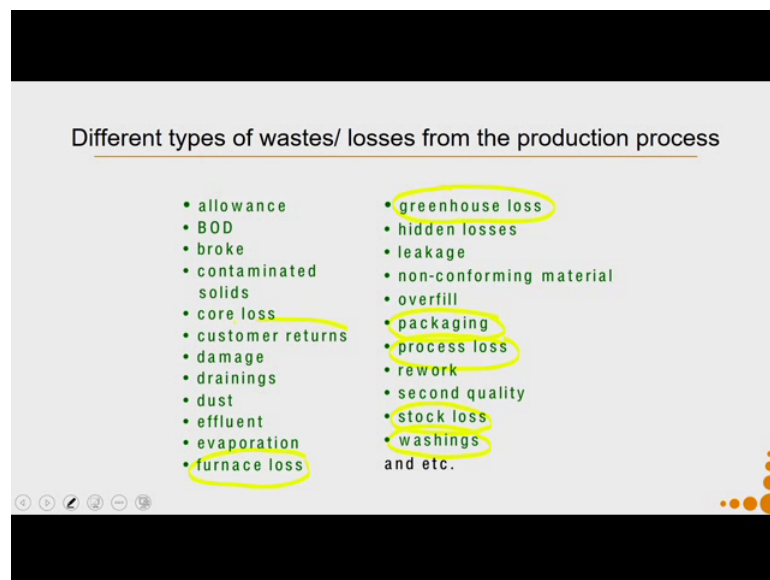 Different types of wastes/ losses from the production process
• allowance
• BOD
• broke
• contaminated
solids
• core loss
• customer returns
• damage
• drainings
• dust
• effluent
• evaporation
• furnace loss
• greenhouse loss
• hidden losses
• leakage
• non-conforming material
• overfill
• packaging
• process loss
• rework
• second quality
• stock loss
• washings
and etc.